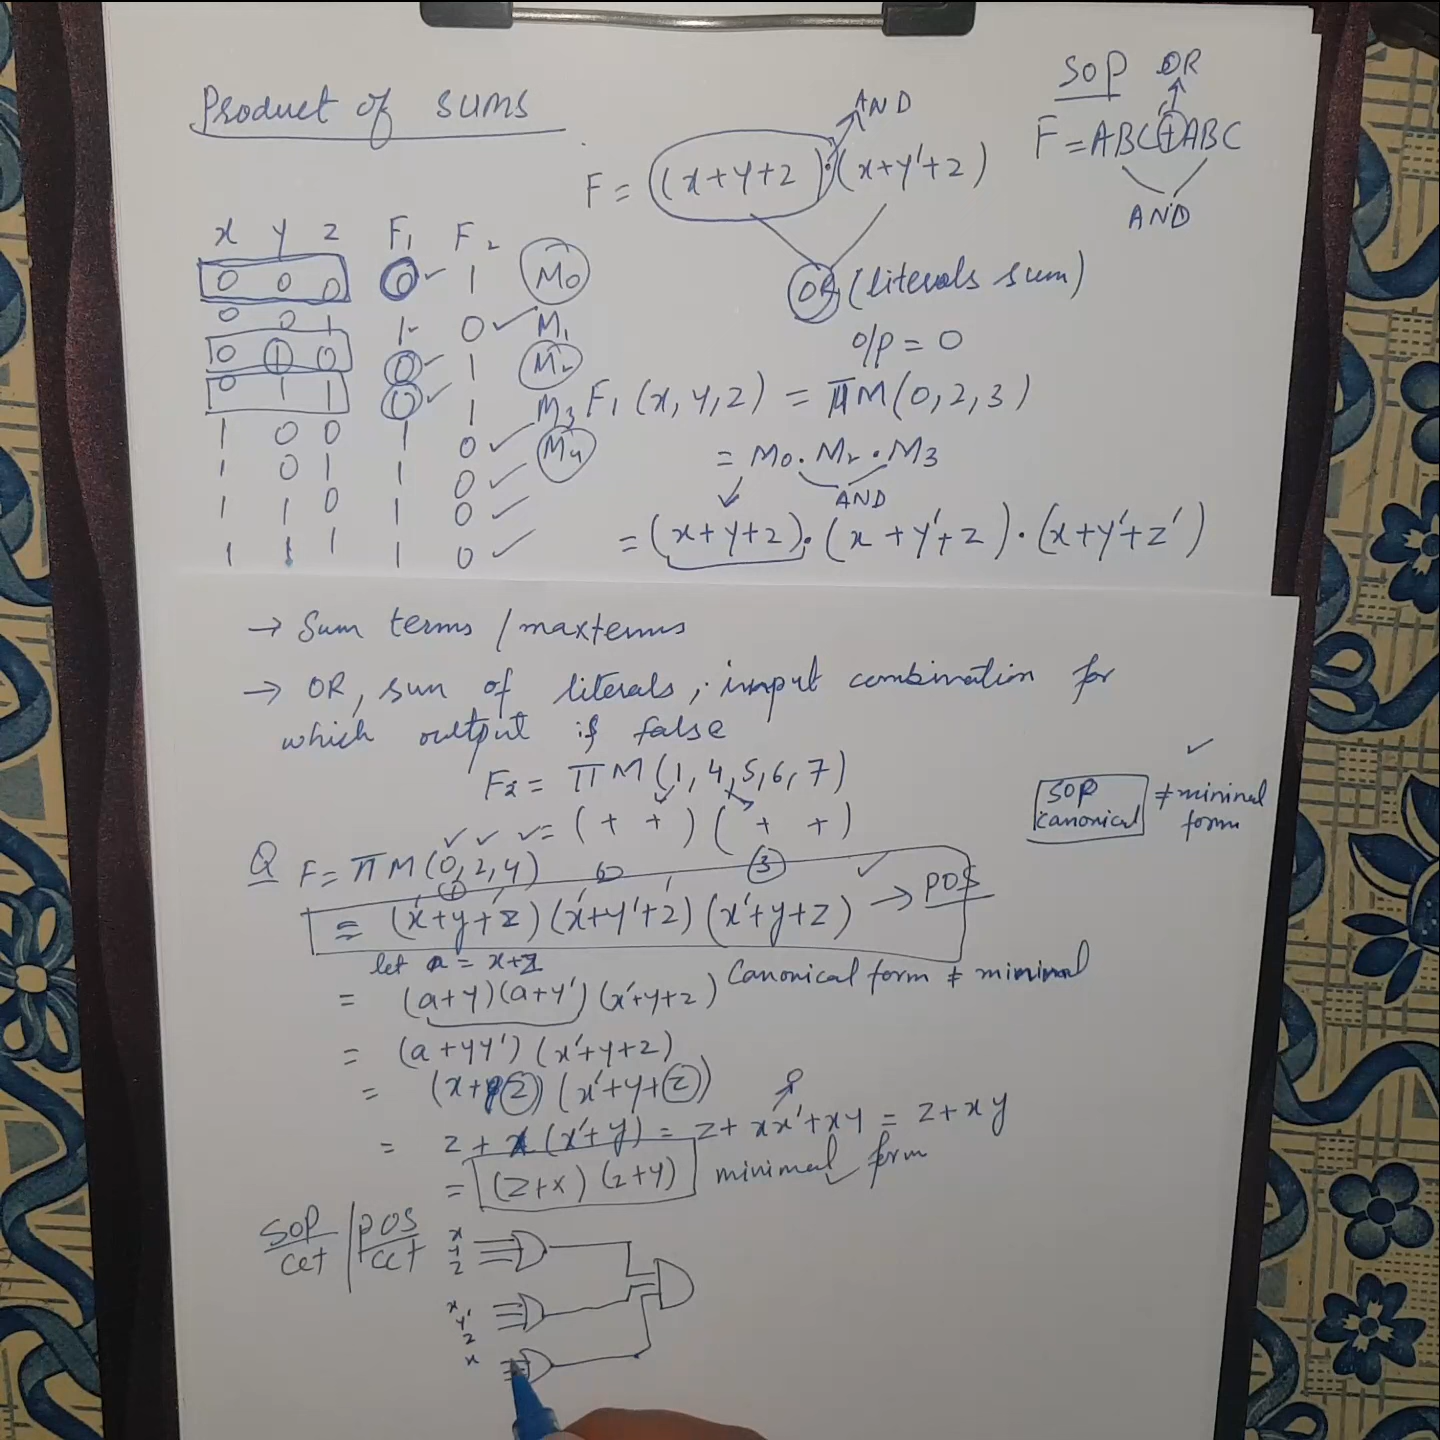 Product of sums
AND
SOP OR
F = (x+y+z)·(x+y'+z)
F = ABC + ABC
AND
x y z F1 F2
0 0 0 0 ✓ 1 M0
OR (literals sum)
0 0 1 1 0 ✓ M1
o/p = 0
0 1 0 0 ✓ 1 M2
0 1 1 0 ✓ 1 M3
F1 (x,y,z) = πM(0,2,3)
1 0 0 1 0 ✓ M4
= M0 . M2 . M3
1 0 1 1 0 ✓
AND
1 1 0 1 0 ✓
1 1 1 1 0 ✓
= (x+y+z)·(x+y'+z)·(x+y'+z')
→ Sum terms / maxterms
→ OR, sum of literals, input combination for
which output is false
F2 = πM(1,4,5,6,7)
= ( + + ) ( + + )
SOP ≠ minimal
canonical form
Q F = πM(0,2,4)
6 3
= (x+y+z)(x+y'+z)(x'+y+z) → POS
let a = x+z
Canonical form ≠ minimal
= (a+y)(a+y')(x'+y+z)
= (a+yy')(x'+y+z)
= (x+z)(x'+y+z)
0
= z + x(x'+y) = z + xx'+xy = z+xy
= (z+x)(z+y) minimal form
SOP | POS
cct | cct
x
y
z
x
y'
z
x